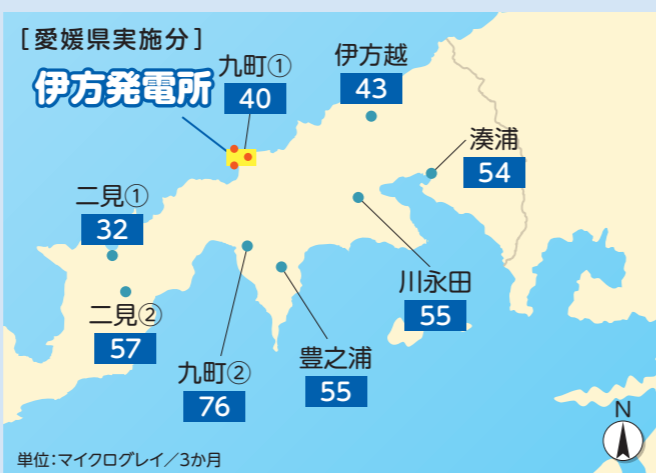 [愛媛県実施分]
伊方発電所
九町①
40
伊方越
43
湊浦
54
二見①
32
二見②
57
九町②
76
豊之浦
55
川永田
55
N
単位:マイクログレイ/3か月